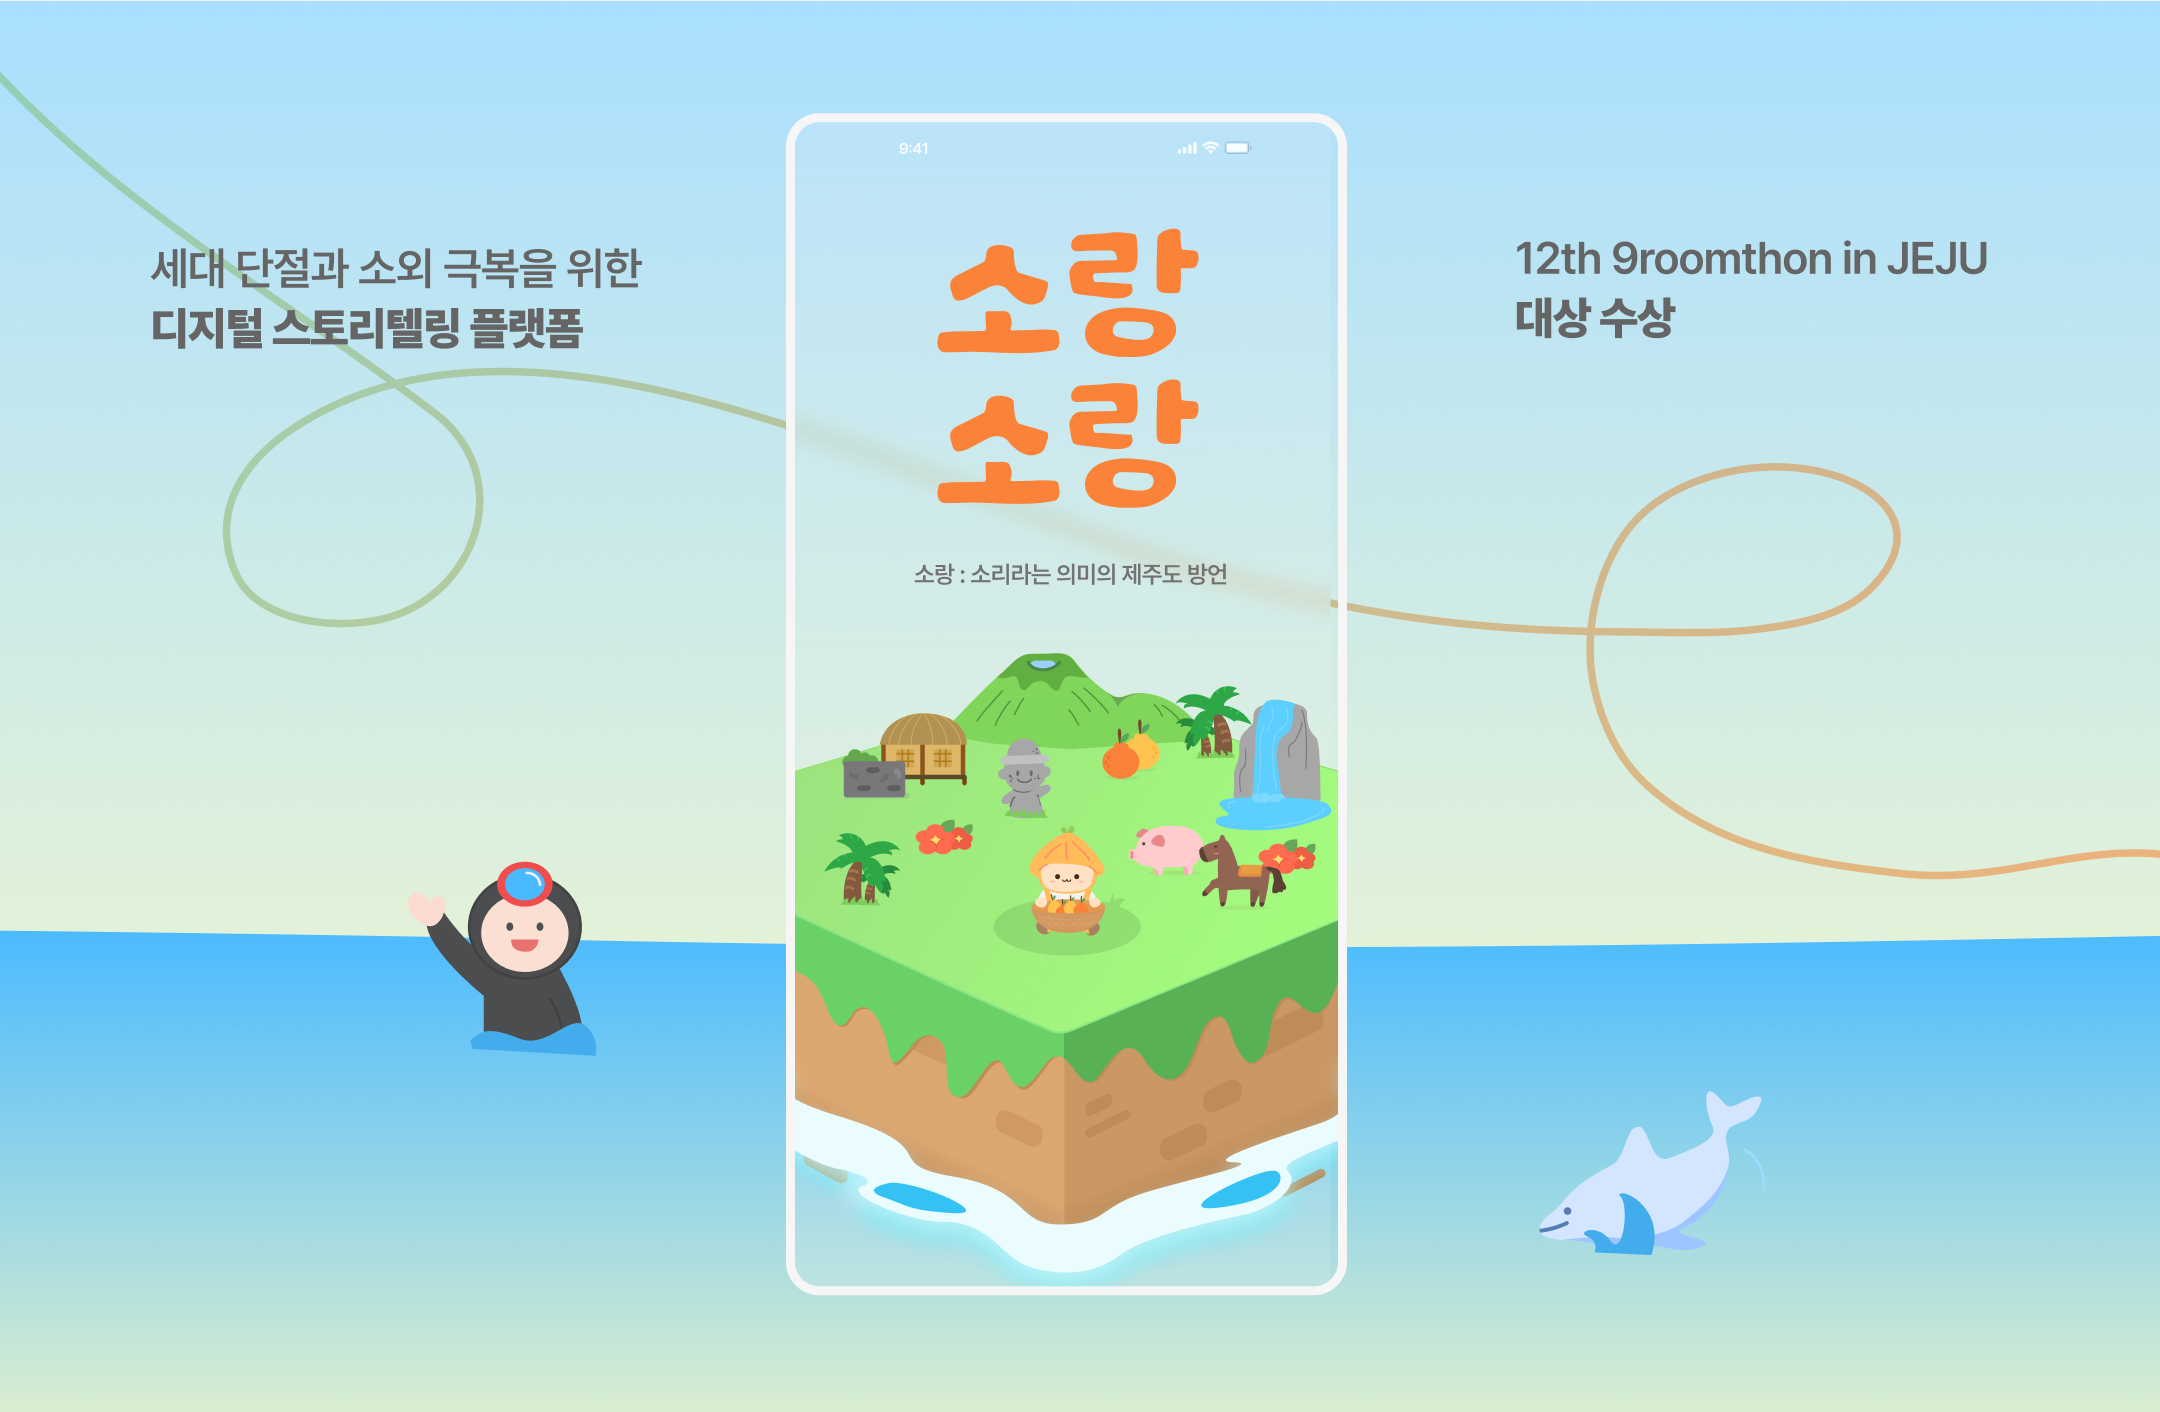 세대 단절과 소외 극복을 위한
디지털 스토리텔링 플랫폼
9:41
소랑
소랑
소랑 : 소리라는 의미의 제주도 방언
12th 9roomthon in JEJU
대상 수상